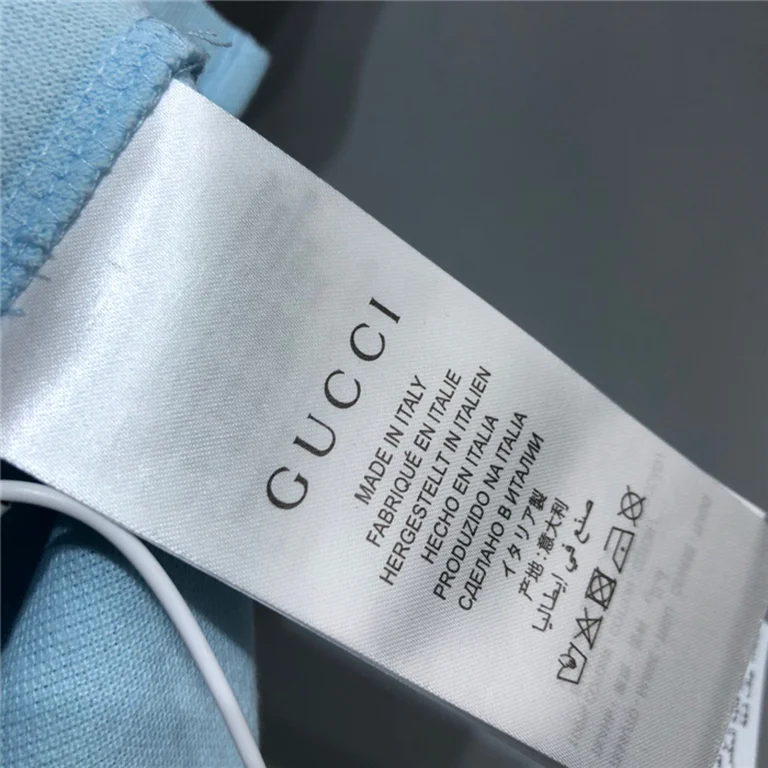 GUCCI
MADE IN ITALY
FABRIQUÉ EN ITALIE
HERGESTELLT IN ITALIEN
HECHO EN ITALIA
PRODUZIDO NA ITALIA
СДЕЛАНО В ИТАЛИИ
イタリア製
产地:意大利
صنع في إيطاليا